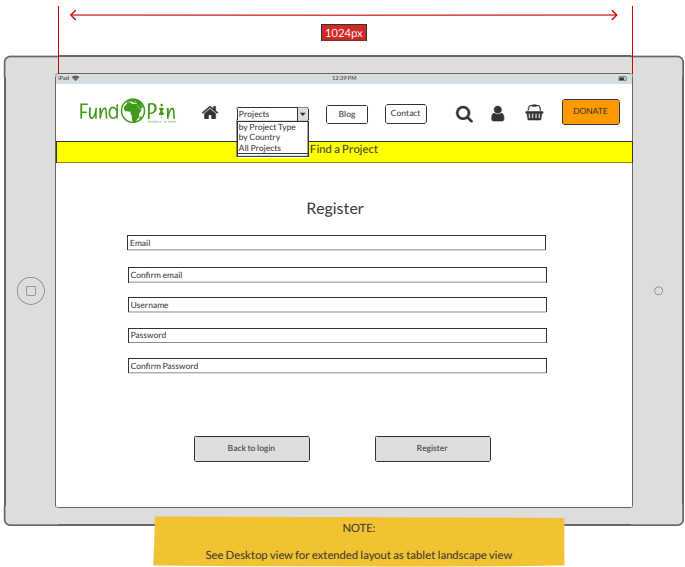 1024px
iPad
12:39 PM
Fund Pin
Projects
Blog
Contact
DONATE
by Project Type
by Country
All Projects
Find a Project
Register
Email
Confirm email
Username
Password
Confirm Password
Back to login
Register
NOTE:
See Desktop view for extended layout as tablet landscape view